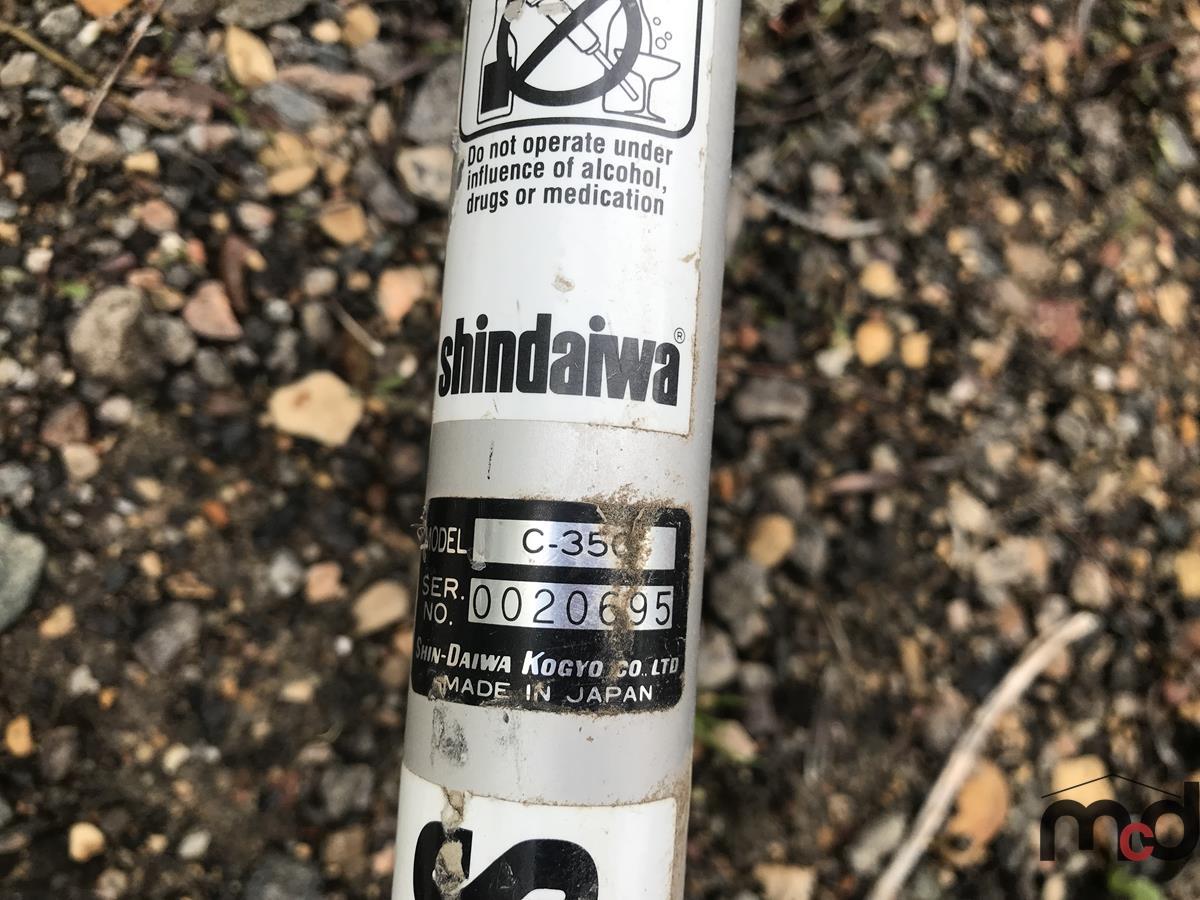 Do not operate under
influence of alcohol,
drugs or medication
shindaiwa®
MODEL
SER. NO. 0020695
SHIN-DAIWA KOGYO CO., LTD
MADE IN JAPAN
S
mcd